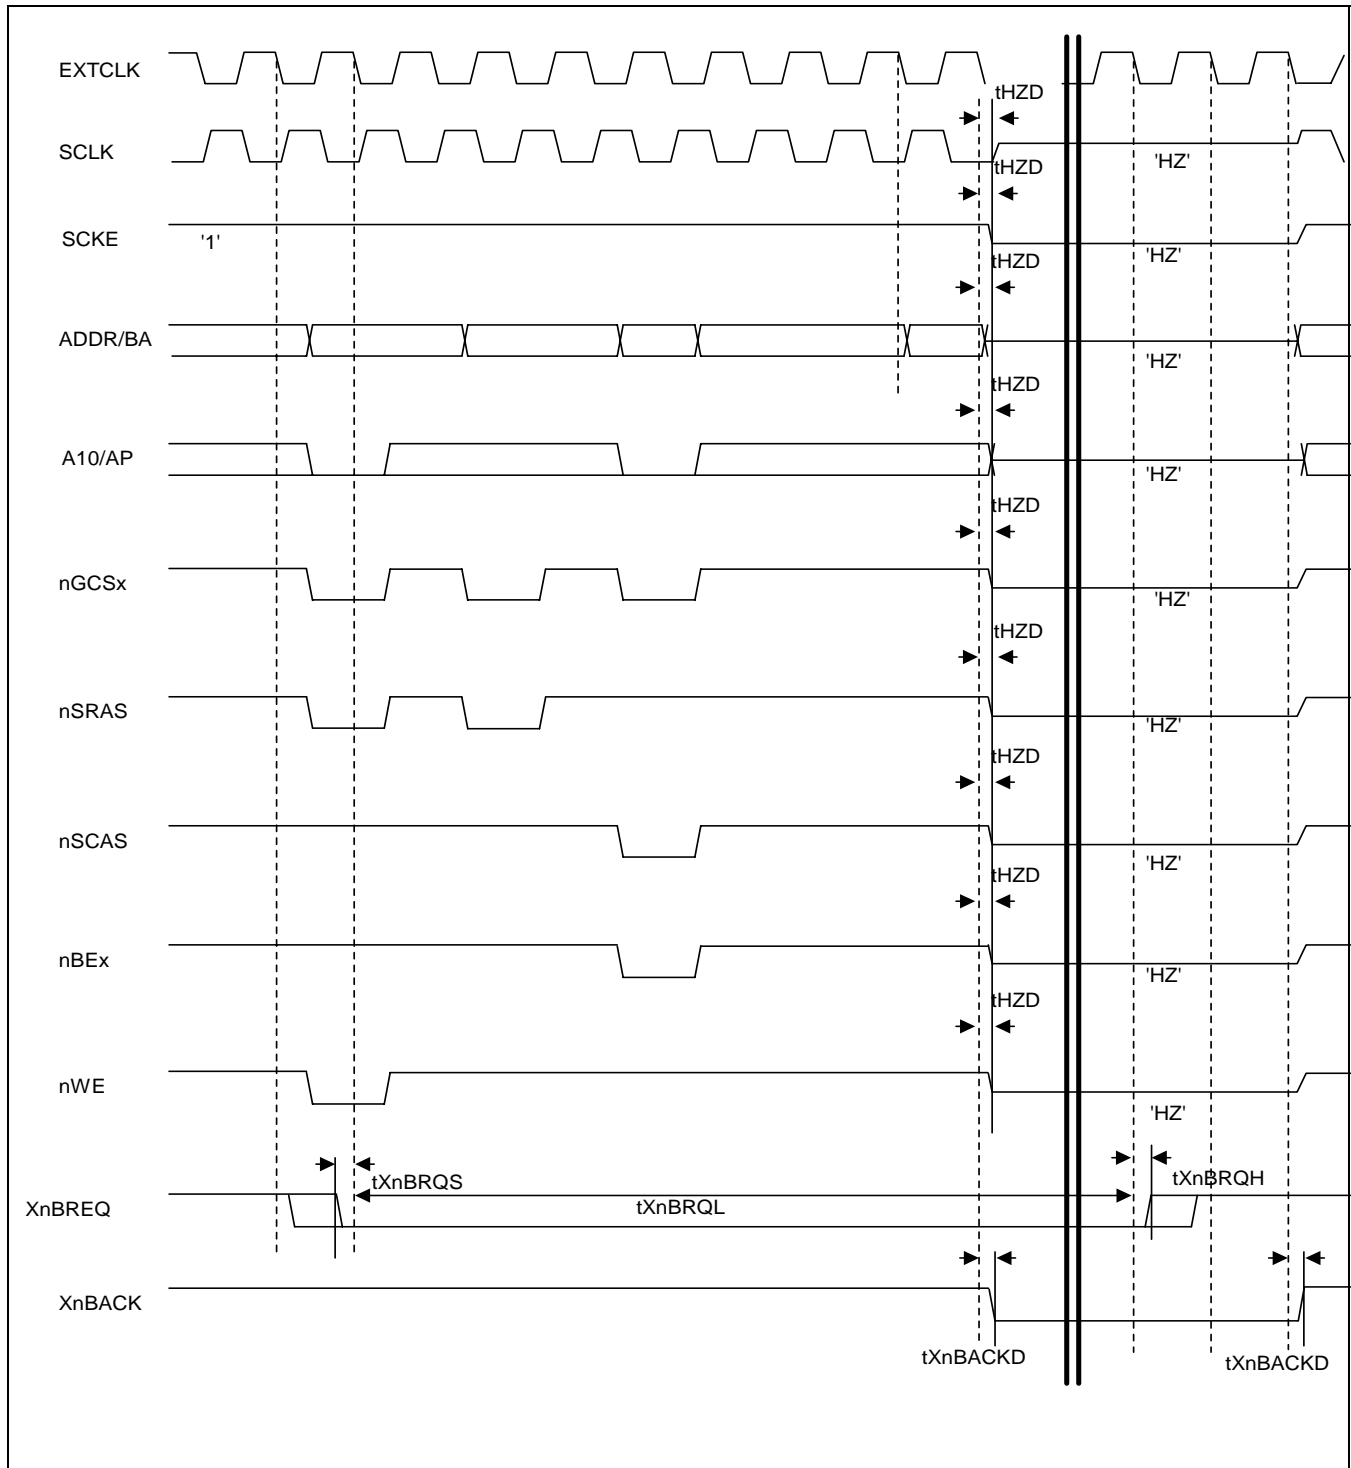 EXTCLK
tHZD
SCLK
'HZ'
tHZD
SCKE
'1'
'HZ'
tHZD
ADDR/BA
'HZ'
tHZD
A10/AP
'HZ'
tHZD
nGCSx
'HZ'
tHZD
nSRAS
'HZ'
tHZD
nSCAS
'HZ'
tHZD
nBEx
'HZ'
tHZD
nWE
'HZ'
tXnBRQS
tXnBRQH
XnBREQ
tXnBRQL
XnBACK
tXnBACKD
tXnBACKD